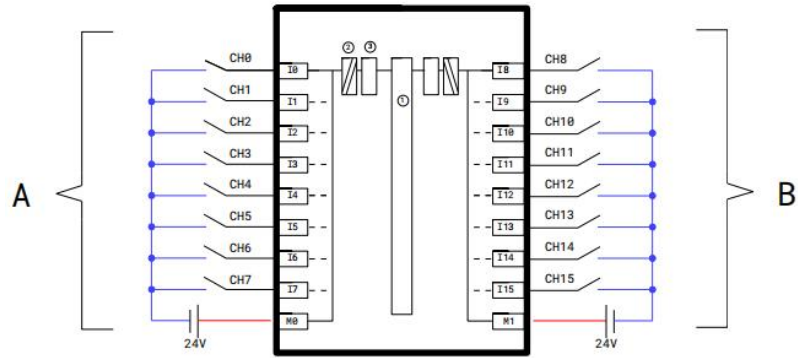 A
CH0
CH1
CH2
CH3
CH4
CH5
CH6
CH7
24V
I0
I1
I2
I3
I4
I5
I6
I7
M0
② ③
①
I8
I9
I10
I11
I12
I13
I14
I15
M1
CH8
CH9
CH10
CH11
CH12
CH13
CH14
CH15
24V
B